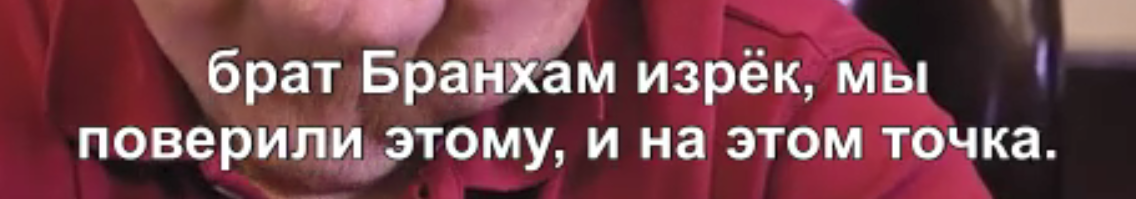 брат Бранхам изрёк, мы
поверили этому, и на этом точка.